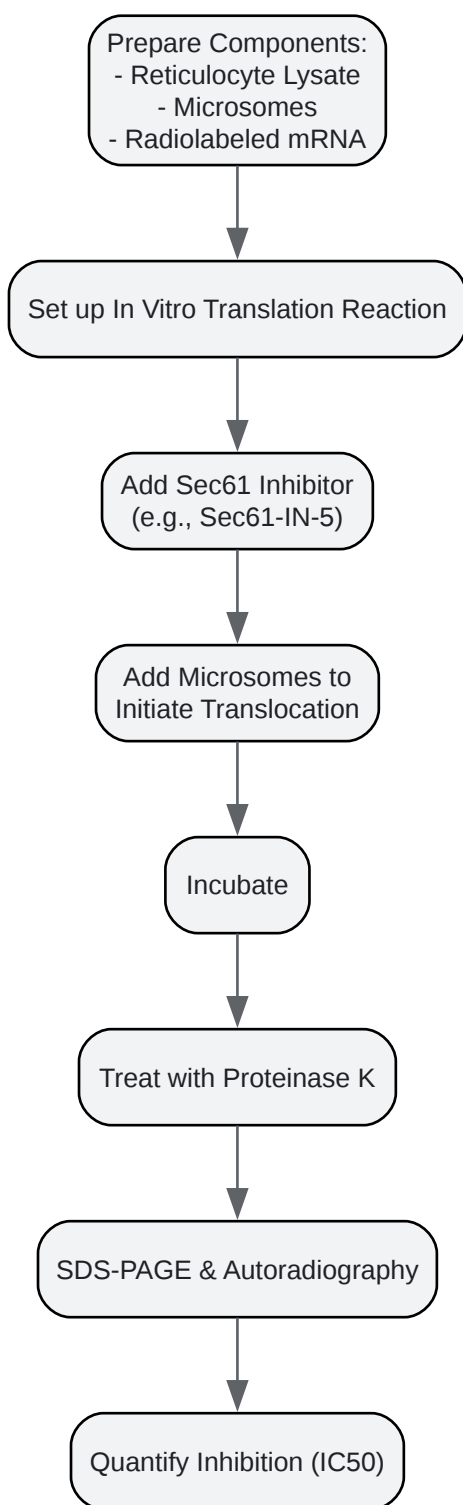 Prepare Components:
- Reticulocyte Lysate
- Microsomes
- Radiolabeled mRNA
Set up In Vitro Translation Reaction
Add Sec61 Inhibitor
(e.g., Sec61-IN-5)
Add Microsomes to
Initiate Translocation
Incubate
Treat with Proteinase K
SDS-PAGE & Autoradiography
Quantify Inhibition (IC50)